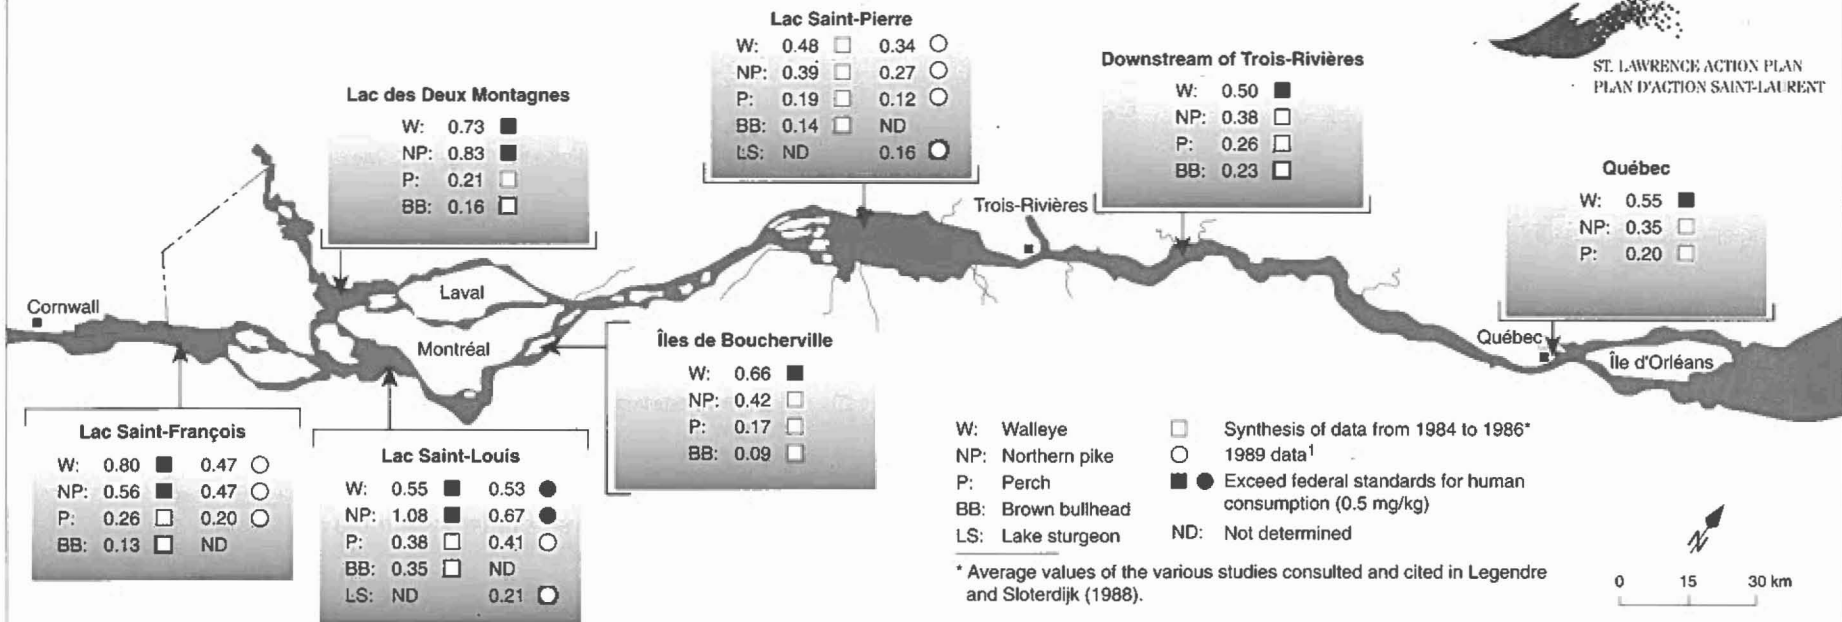 Lac Saint-Pierre
W: 0.48 □ 0.34 ○
NP: 0.39 □ 0.27 ○
P: 0.19 □ 0.12 ○
BB: 0.14 □ ND
LS: ND 0.16 ○
Downstream of Trois-Rivières
W: 0.50 ■
NP: 0.38 □
P: 0.26 □
BB: 0.23 □
ST. LAWRENCE ACTION PLAN
PLAN D'ACTION SAINT-LAURENT
Lac des Deux Montagnes
W: 0.73 ■
NP: 0.83 ■
P: 0.21 □
BB: 0.16 □
Québec
W: 0.55 ■
NP: 0.35 □
P: 0.20 □
Trois-Rivières
Cornwall
Laval
Montréal
Québec
Île d'Orléans
Îles de Boucherville
W: 0.66 ■
NP: 0.42 □
P: 0.17 □
BB: 0.09 □
Lac Saint-François
W: 0.80 ■ 0.47 ○
NP: 0.56 ■ 0.47 ○
P: 0.26 □ 0.20 ○
BB: 0.13 □ ND
Lac Saint-Louis
W: 0.55 ■ 0.53 ●
NP: 1.08 ■ 0.67 ●
P: 0.38 □ 0.41 ○
BB: 0.35 □ ND
LS: ND 0.21 ○
W: Walleye
NP: Northern pike
P: Perch
BB: Brown bullhead
LS: Lake sturgeon
□ Synthesis of data from 1984 to 1986*
○ 1989 data¹
■ ● Exceed federal standards for human
consumption (0.5 mg/kg)
ND: Not determined
* Average values of the various studies consulted and cited in Legendre
and Sloterdijk (1988).
N
0 15 30 km